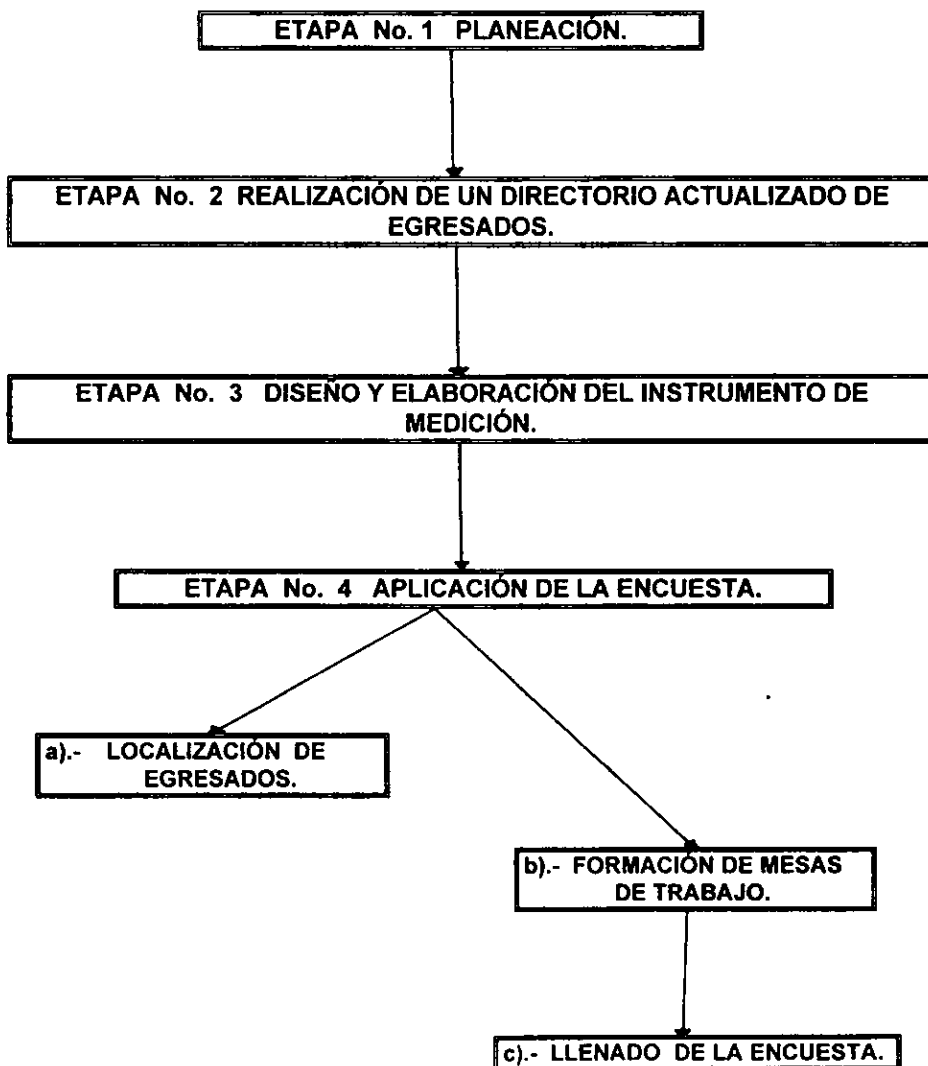 ETAPA No. 1 PLANEACIÓN.
ETAPA No. 2 REALIZACIÓN DE UN DIRECTORIO ACTUALIZADO DE
EGRESADOS.
ETAPA No. 3 DISEÑO Y ELABORACIÓN DEL INSTRUMENTO DE
MEDICIÓN.
ETAPA No. 4 APLICACIÓN DE LA ENCUESTA.
a).- LOCALIZACIÓN DE
EGRESADOS.
b).- FORMACIÓN DE MESAS
DE TRABAJO.
c).- LLENADO DE LA ENCUESTA.